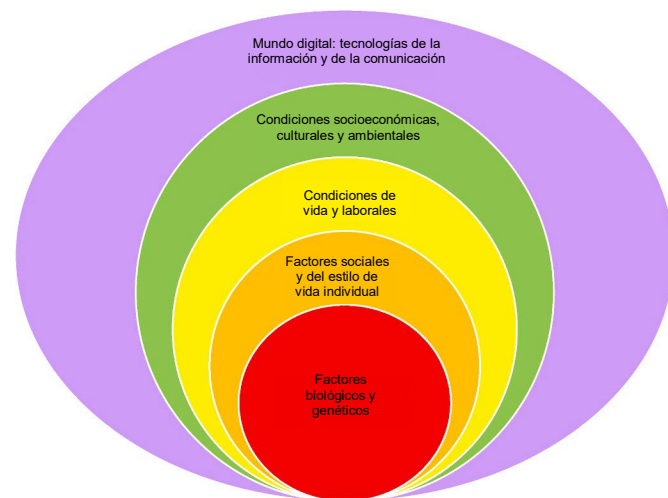 Mundo digital: tecnologías de la
información y de la comunicación
Condiciones socioeconómicas,
culturales y ambientales
Condiciones de
vida y laborales
Factores sociales
y del estilo de
vida individual
Factores
biológicos y
genéticos